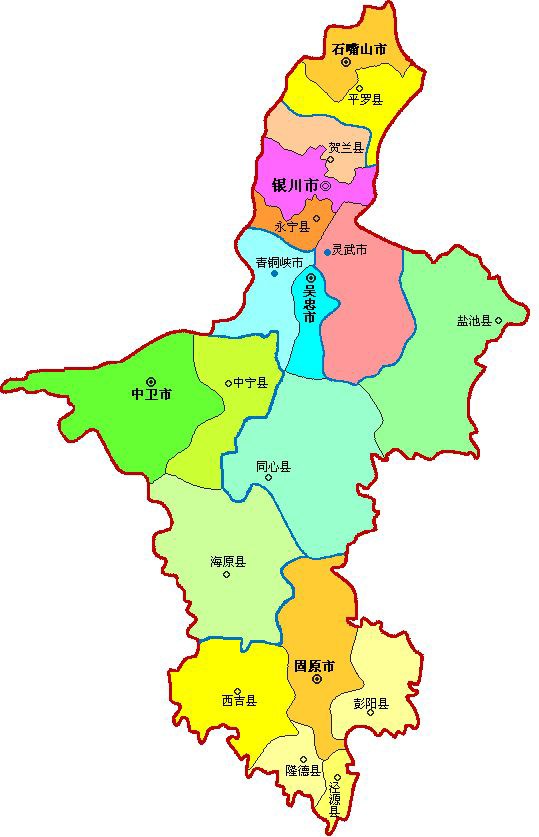 石嘴山市
平罗县
贺兰县
银川市
永宁县
灵武市
青铜峡市
吴忠市
盐池县
中卫市
中宁县
同心县
海原县
固原市
西吉县
彭阳县
隆德县
泾源县